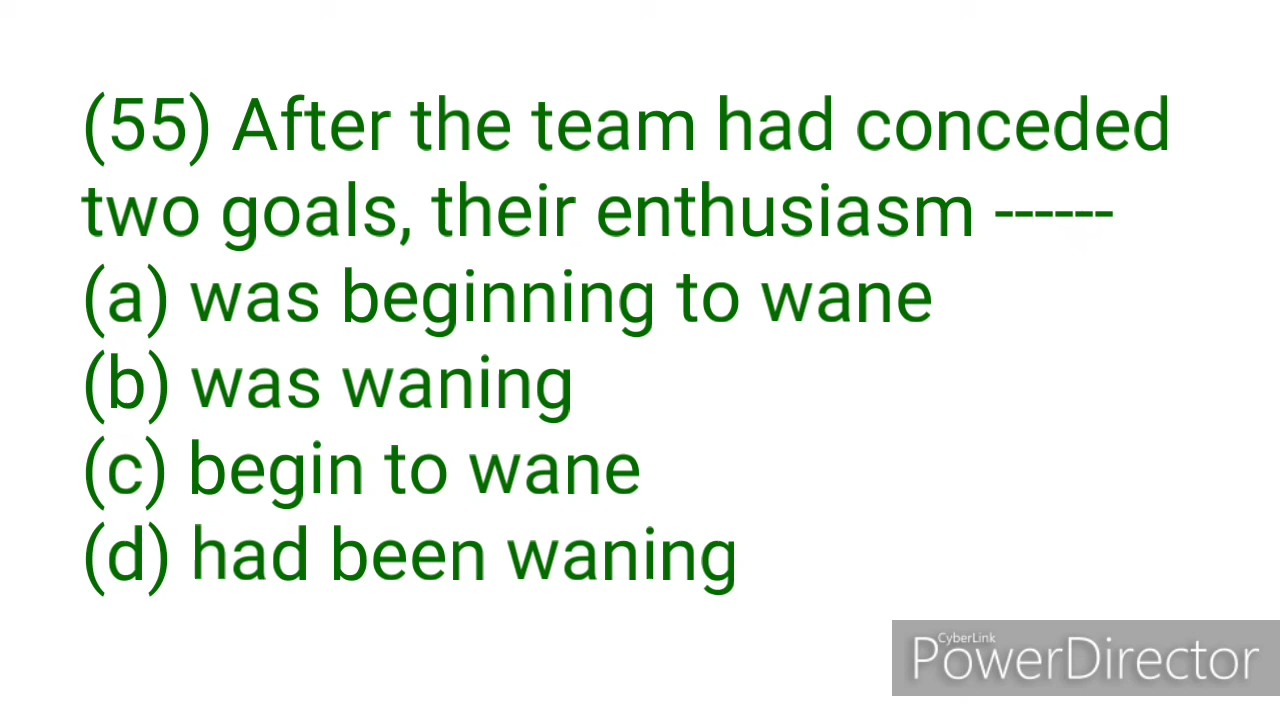 (55) After the team had conceded
two goals, their enthusiasm ------
(a) was beginning to wane
(b) was waning
(c) begin to wane
(d) had been waning
CyberLink
PowerDirector